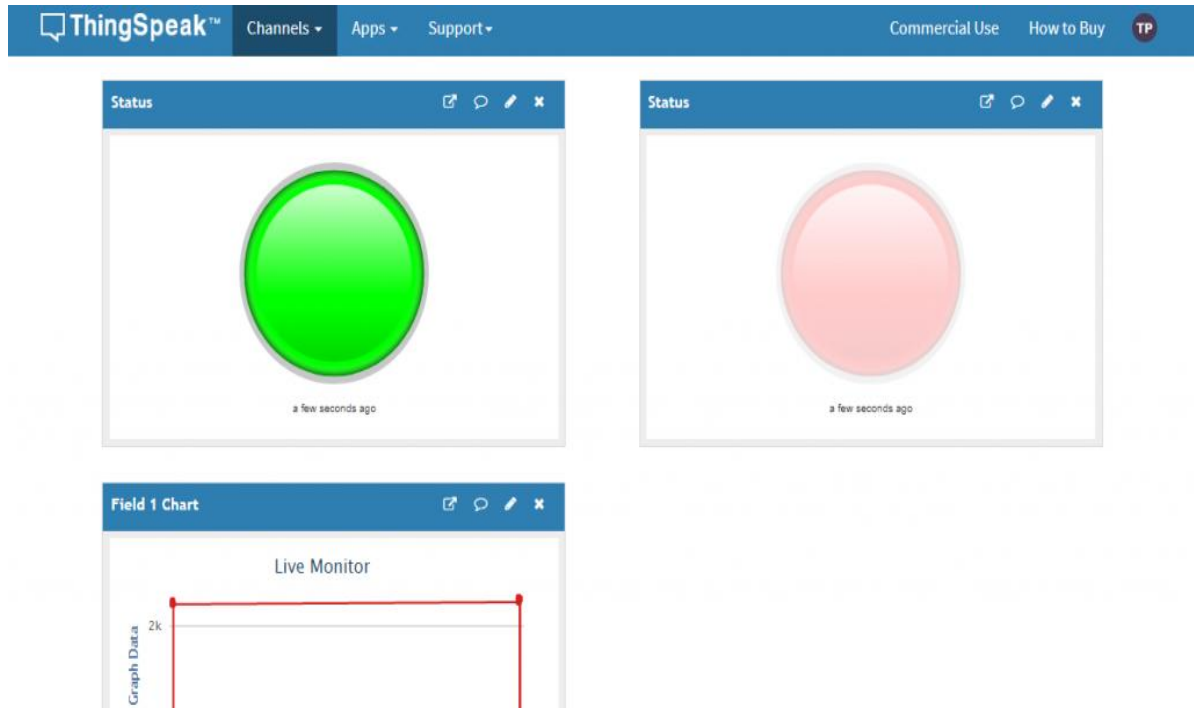 ThingSpeak™ Channels Apps Support Commercial Use How to Buy TP
Status
a few seconds ago
Status
a few seconds ago
Field 1 Chart
Live Monitor
2k
Graph Data